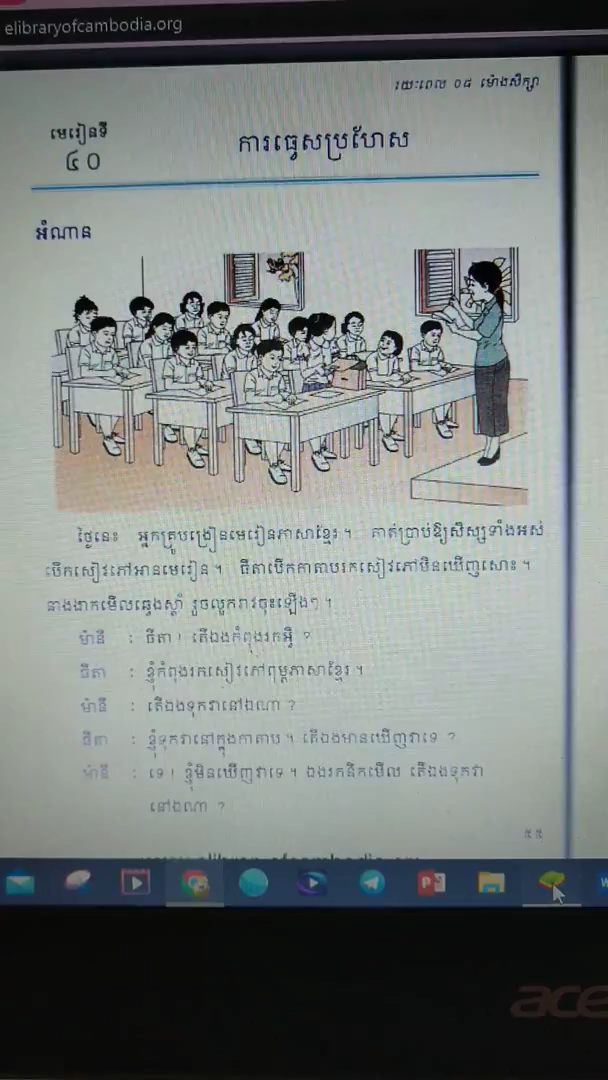 elibraryofcambodia.org
រយៈពេល ០៨ ម៉ោងសិក្សា
មេរៀនទី
៤០
ការធ្វេសប្រហែស
អំណាន
ថ្ងៃនេះ អ្នកគ្រូបង្រៀនមេរៀនភាសាខ្មែរ ។ គាត់ប្រាប់ឱ្យសិស្សទាំងអស់
បើកសៀវភៅអានមេរៀន ។ ធីតាបើកកាតាបរកសៀវភៅមិនឃើញសោះ ។
នាងងាកមើលឆ្វេងស្ដាំ រួចលូករាវចុះឡើងៗ ។
ម៉ានី : ធីតា ! តើឯងកំពុងរកអ្វី ?
ធីតា : ខ្ញុំកំពុងរកសៀវភៅពុម្ពភាសាខ្មែរ ។
ម៉ានី : តើឯងទុកវានៅឯណា ?
ធីតា : ខ្ញុំទុកវានៅក្នុងកាតាប ។ តើឯងមានឃើញវាទេ ?
ម៉ានី : ទេ ! ខ្ញុំមិនឃើញវាទេ ។ ឯងរកនឹកមើល តើឯងទុកវា
នៅឯណា ?
៥៥
acer